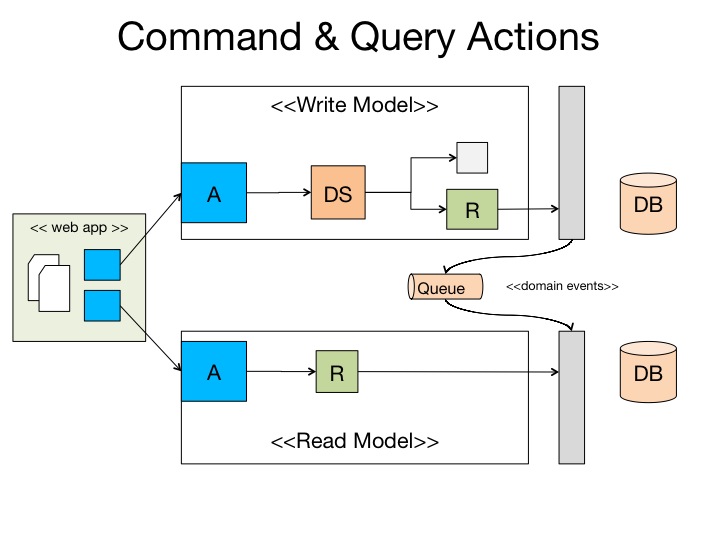 Command & Query Actions
<<Write Model>>
A
DS
R
DB
<< web app >>
Queue
<<domain events>>
A
R
DB
<<Read Model>>